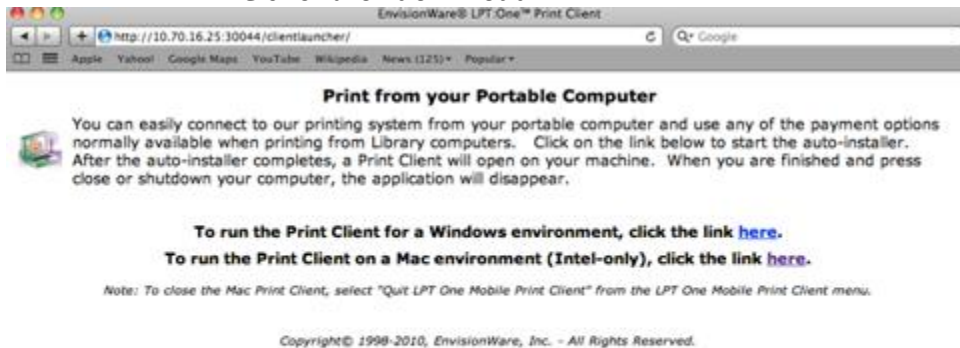 EnvisionWare® LPT:One™ Print Client
http://10.70.16.25:30044/clientlauncher/
Google
Apple Yahoo! Google Maps YouTube Wikipedia News (125) Popular
Print from your Portable Computer
You can easily connect to our printing system from your portable computer and use any of the payment options
normally available when printing from Library computers. Click on the link below to start the auto-installer.
After the auto-installer completes, a Print Client will open on your machine. When you are finished and press
close or shutdown your computer, the application will disappear.
To run the Print Client for a Windows environment, click the link here.
To run the Print Client on a Mac environment (Intel-only), click the link here.
Note: To close the Mac Print Client, select "Quit LPT One Mobile Print Client" from the LPT One Mobile Print Client menu.
Copyright© 1998-2010, EnvisionWare, Inc. - All Rights Reserved.